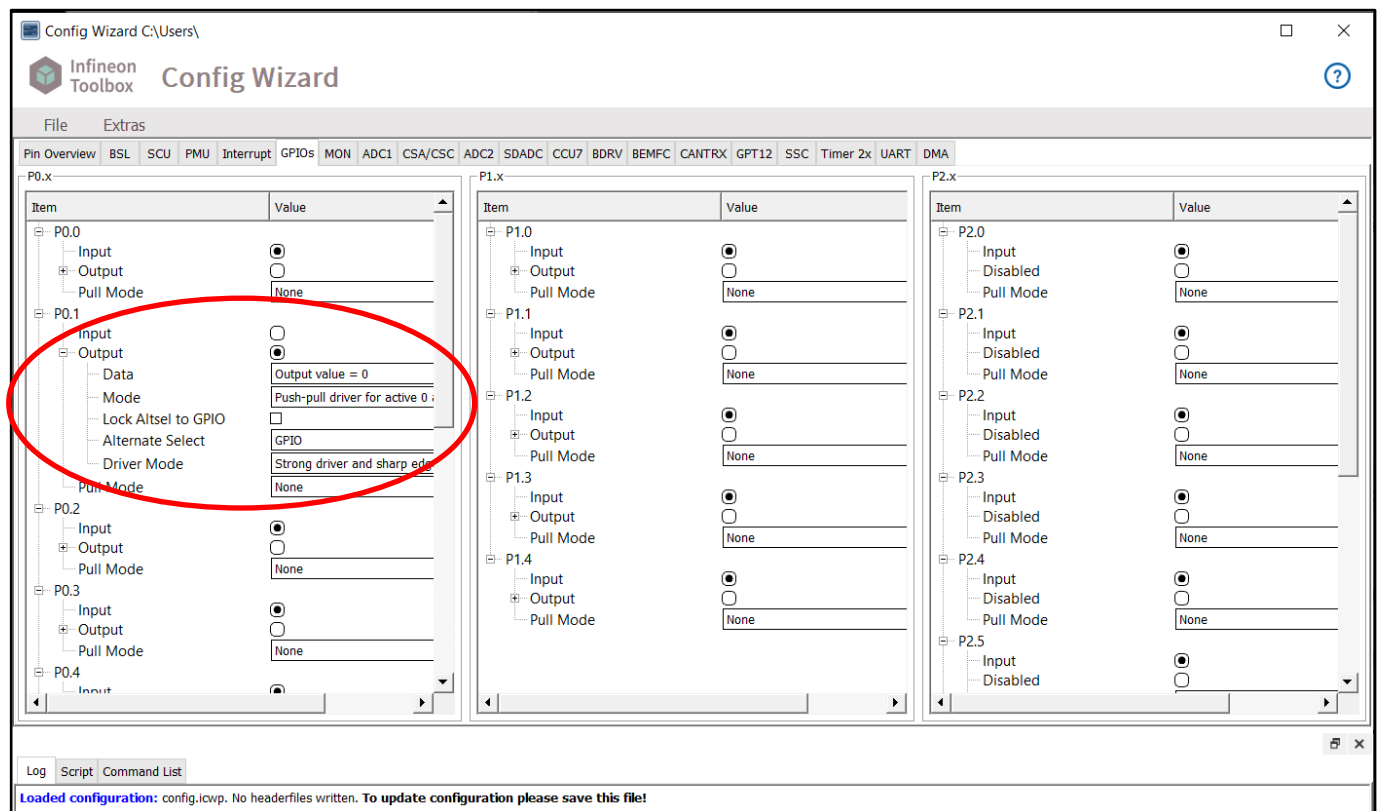 Config Wizard C:\Users\
Infineon
Toolbox
Config Wizard
File Extras
Pin Overview BSL SCU PMU Interrupt GPIOs MON ADC1 CSA/CSC ADC2 SDADC CCU7 BDRV BEMFC CANTRX GPT12 SSC Timer 2x UART DMA
P0.x
Item Value
P0.0
Input
Output
Pull Mode None
P0.1
Input
Output
Data Output value = 0
Mode Push-pull driver for active 0
Lock Altsel to GPIO
Alternate Select GPIO
Driver Mode Strong driver and sharp edg
Pull Mode None
P0.2
Input
Output
Pull Mode None
P0.3
Input
Output
Pull Mode None
P0.4
Input
P1.x
Item Value
P1.0
Input
Output
Pull Mode None
P1.1
Input
Output
Pull Mode None
P1.2
Input
Output
Pull Mode None
P1.3
Input
Output
Pull Mode None
P1.4
Input
Output
Pull Mode None
P2.x
Item Value
P2.0
Input
Disabled
Pull Mode None
P2.1
Input
Disabled
Pull Mode None
P2.2
Input
Disabled
Pull Mode None
P2.3
Input
Disabled
Pull Mode None
P2.4
Input
Disabled
Pull Mode None
P2.5
Input
Disabled
Log Script Command List
Loaded configuration: config.icwp. No headerfiles written. To update configuration please save this file!